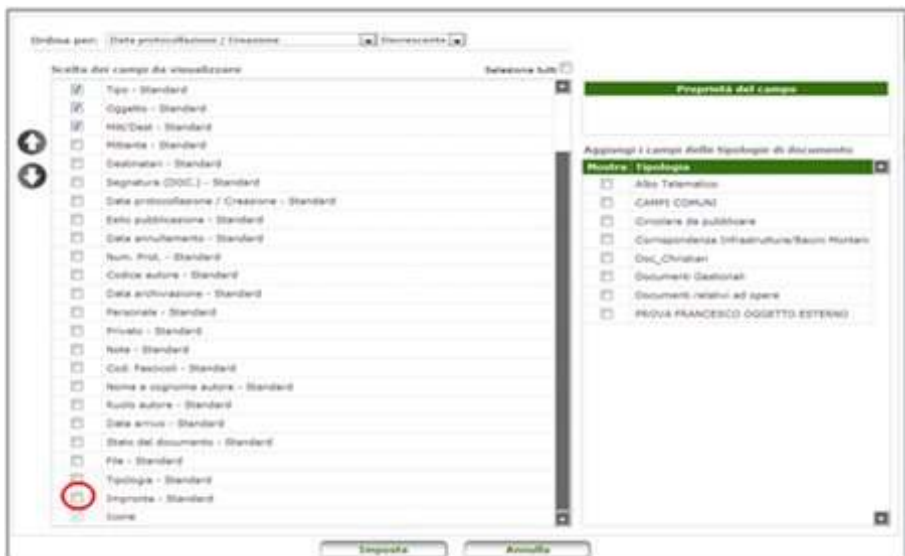 Ordina per: Data protocollazione / Creazione Decrescente
Scelta dei campi da visualizzare Seleziona tutti
Tipo - Standard
Oggetto - Standard
Mitt/Dest - Standard
Mittente - Standard
Destinatari - Standard
Segnatura (DOC.) - Standard
Data protocollazione / Creazione - Standard
Esito pubblicazione - Standard
Data annullamento - Standard
Num. Prot. - Standard
Codice autore - Standard
Data archiviazione - Standard
Personale - Standard
Privato - Standard
Note - Standard
Cod. Fascicoli - Standard
Nome e cognome autore - Standard
Ruolo autore - Standard
Data arrivo - Standard
Stato del documento - Standard
File - Standard
Tipologia - Standard
Impronta - Standard
Icone
Proprietà del campo
Aggiungi i campi delle tipologie di documento
Mostra Tipologia
Albo Telematico
CAMPI COMUNI
Circolare da pubblicare
Corrispondenza Infrastrutture/Bacini Montani
Doc_Christian
Documenti Gestionali
Documenti relativi ad opere
PROVA FRANCESCO OGGETTO ESTERNO
Imposta Annulla